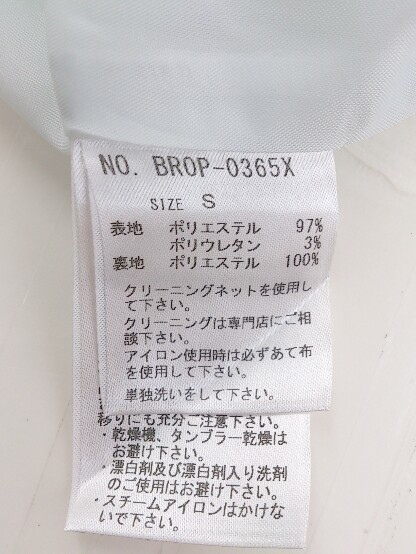 NO. BROP-0365X
SIZE S
表地 ポリエステル 97%
ポリウレタン 3%
裏地 ポリエステル 100%
クリーニングネットを使用し
て下さい。
クリーニングは専門店にご相
談下さい。
アイロン使用時は必ずあて布
を使用して下さい。
単独洗いをして下さい。
移りにも充分ご注意下さい。
・乾燥機、タンブラー乾燥は
お避け下さい。
・漂白剤及び漂白剤入り洗剤
のご使用はお避け下さい。
・スチームアイロンはかけな
いで下さい。